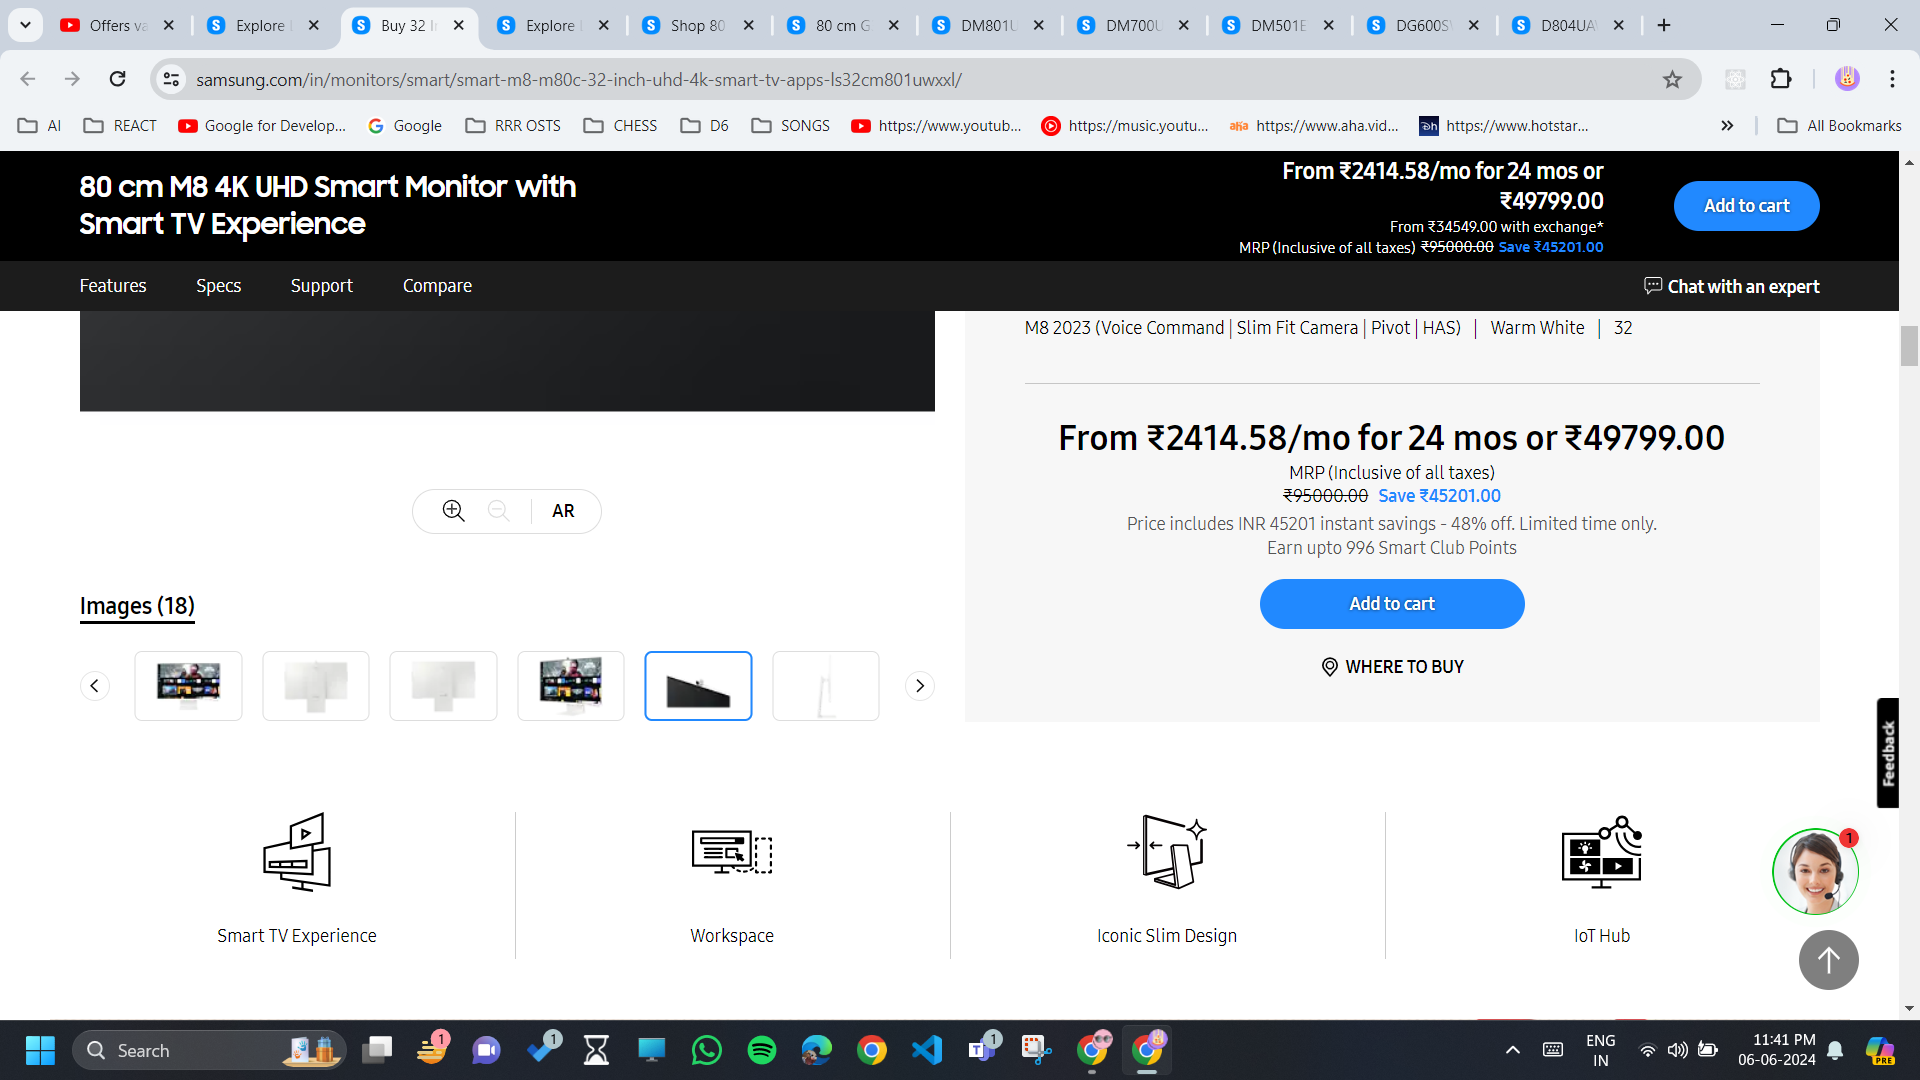 Offers va
Explore
Buy 32 In
Explore
Shop 80
80 cm G
DM801U
DM700U
DM501E
DG600S
D804UA
samsung.com/in/monitors/smart/smart-m8-m80c-32-inch-uhd-4k-smart-tv-apps-ls32cm801uwxxl/
AI
REACT
Google for Develop...
Google
RRR OSTS
CHESS
D6
SONGS
https://www.youtub...
https://music.youtu...
aha
https://www.aha.vid...
https://www.hotstar...
All Bookmarks
80 cm M8 4K UHD Smart Monitor with
Smart TV Experience
From ₹2414.58/mo for 24 mos or
₹49799.00
From ₹34549.00 with exchange*
MRP (Inclusive of all taxes) ₹95000.00 Save ₹45201.00
Add to cart
Features
Specs
Support
Compare
Chat with an expert
M8 2023 (Voice Command | Slim Fit Camera | Pivot | HAS) | Warm White | 32
From ₹2414.58/mo for 24 mos or ₹49799.00
MRP (Inclusive of all taxes)
₹95000.00 Save ₹45201.00
Price includes INR 45201 instant savings - 48% off. Limited time only.
Earn upto 996 Smart Club Points
Add to cart
WHERE TO BUY
AR
Images (18)
Feedback
Smart TV Experience
Workspace
Iconic Slim Design
IoT Hub
1
Search
1
1
1
ENG
IN
11:41 PM
06-06-2024
PRE